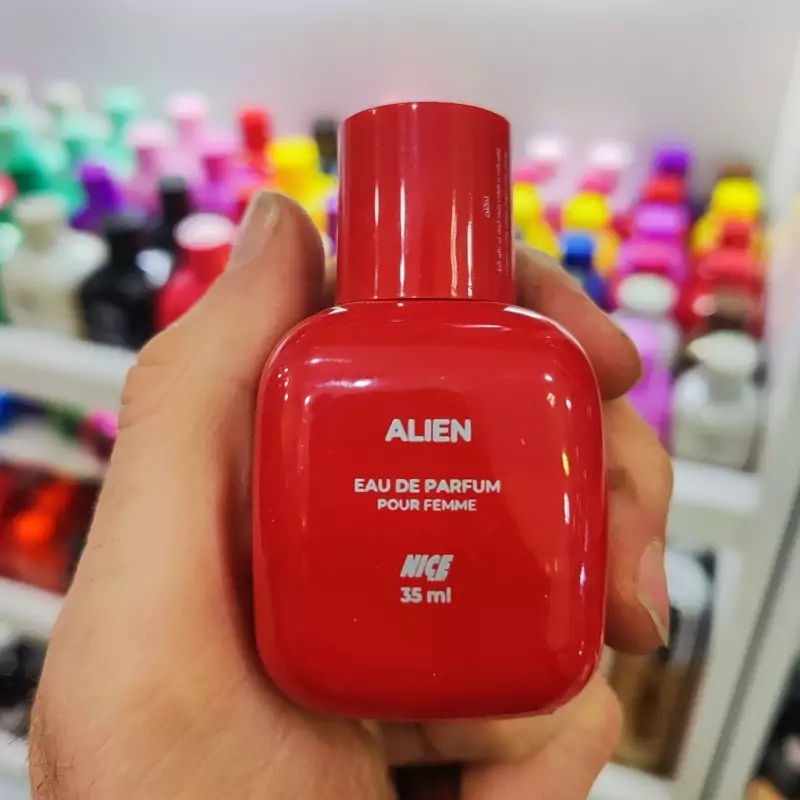 ALIEN
EAU DE PARFUM
POUR FEMME
NICE
35 ml